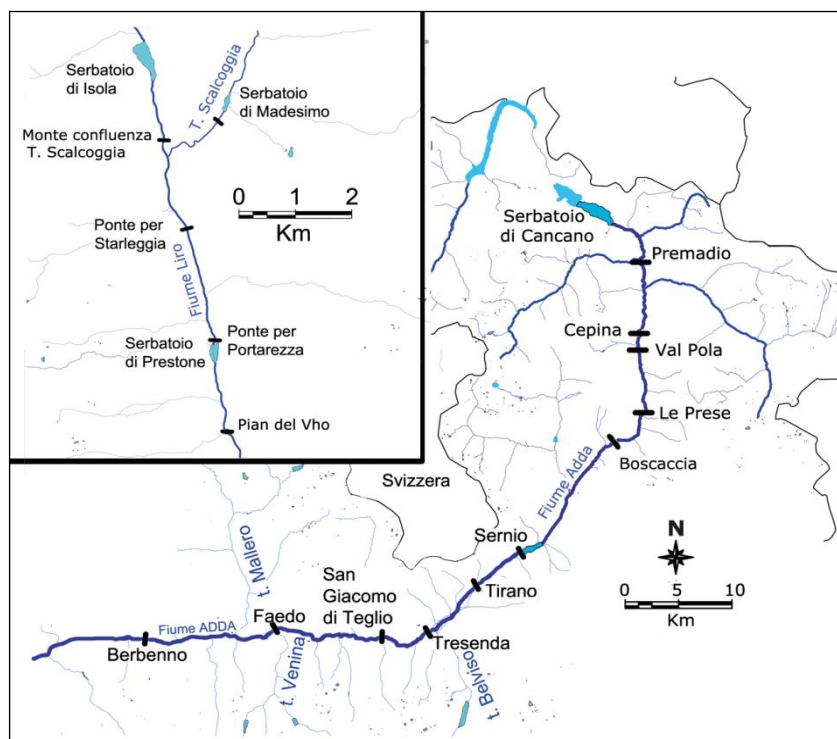 Serbatoio
di Isola
T. Scalcoggia
Serbatoio
di Madesimo
Monte confluenza
T. Scalcoggia
0 1 2
Km
Ponte per
Starleggia
Fiume Liro
Serbatoio
di Prestone
Ponte per
Portarezza
Pian del Vho
Serbatoio
di Cancano
Premadio
Cepina
Val Pola
Le Prese
Boscaccia
Fiume Adda
Svizzera
Sernio
N
0 5 10
Km
Tirano
t. Mallero
San
Giacomo
di Teglio
Faedo
Fiume ADDA
Tresenda
Berbenno
t. Venina
t. Belviso